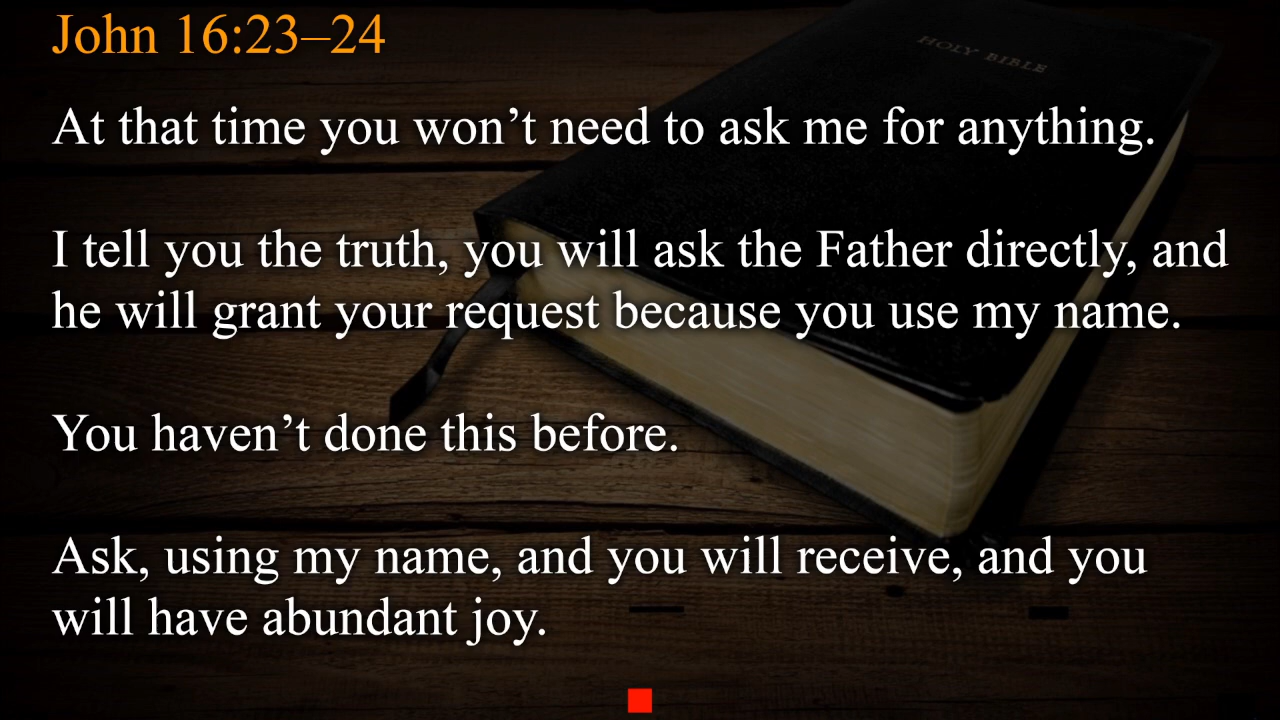 John 16:23–24
HOLY BIBLE
At that time you won’t need to ask me for anything.
I tell you the truth, you will ask the Father directly, and
he will grant your request because you use my name.
You haven’t done this before.
Ask, using my name, and you will receive, and you
will have abundant joy.